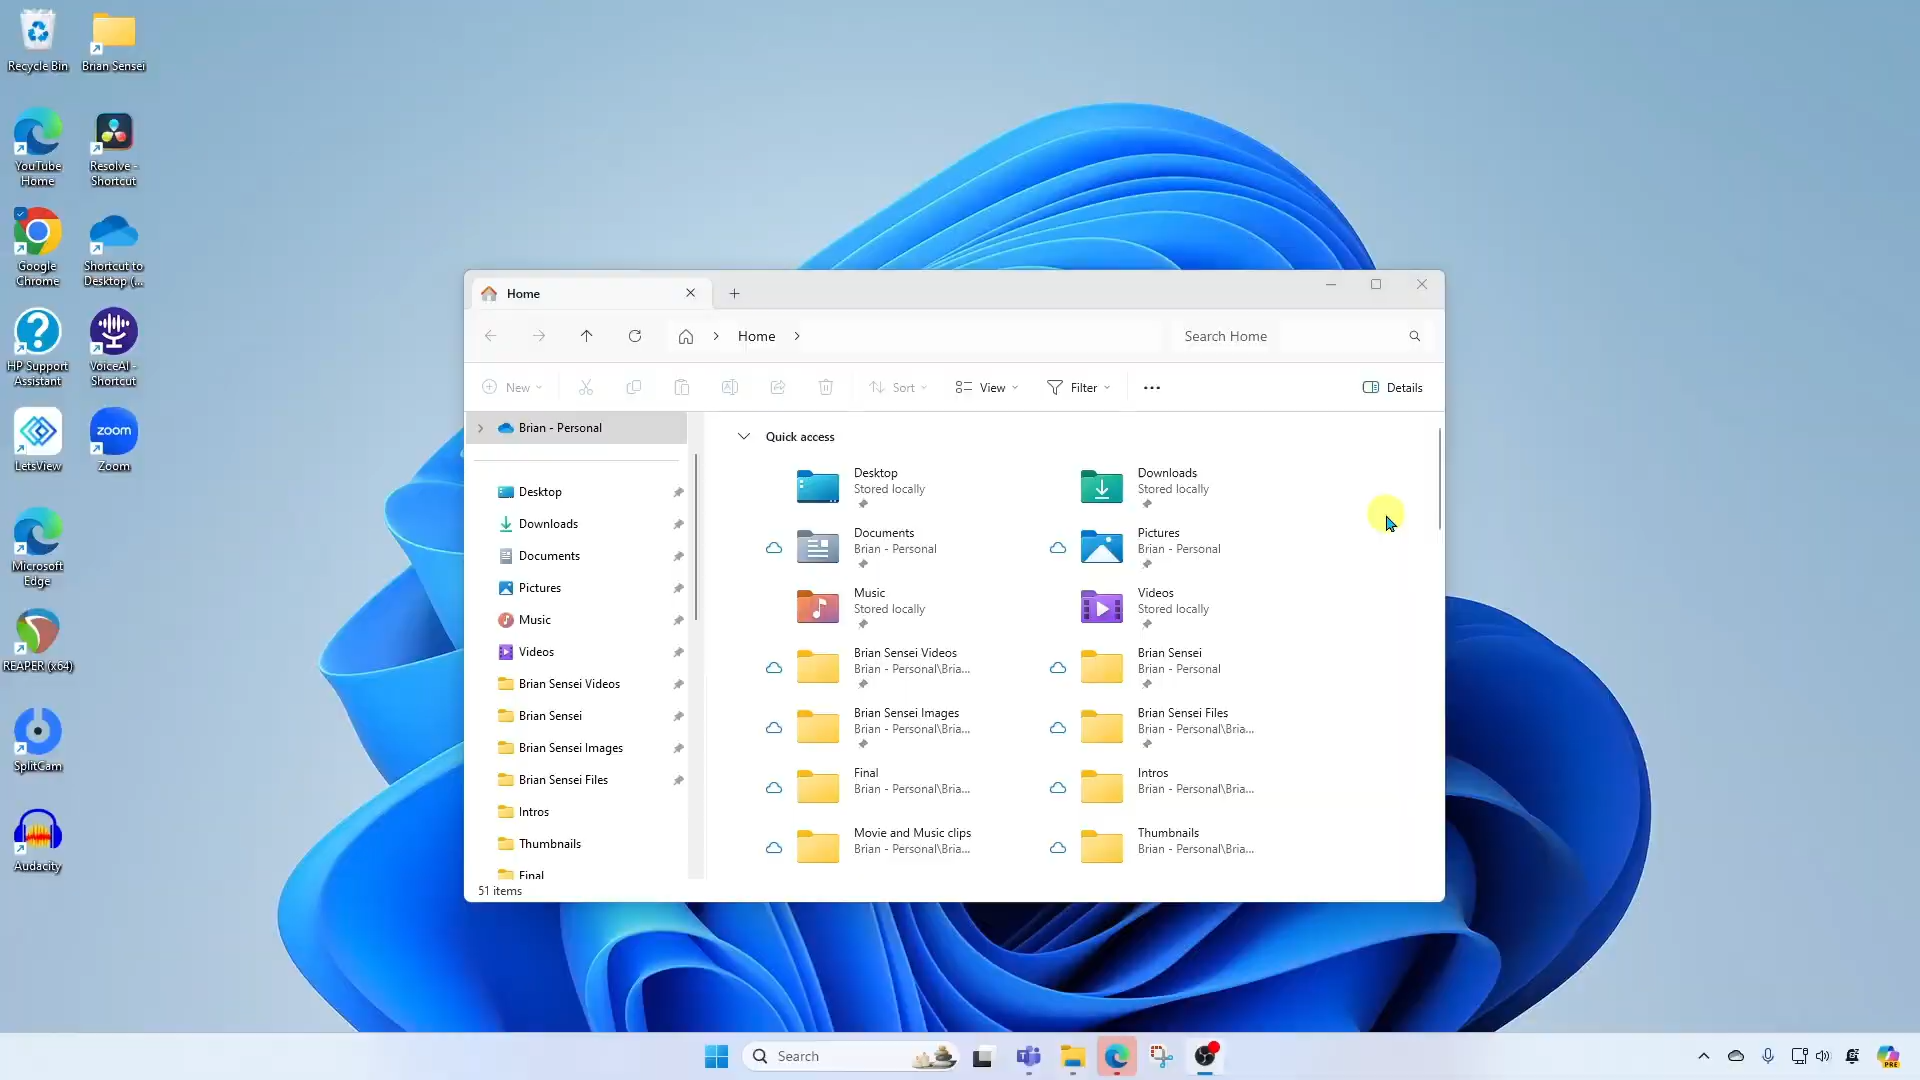 Recycle Bin
Brian Sensei
YouTube
Home
Resolve -
Shortcut
Google
Chrome
Shortcut to
Desktop (...
HP Support
Assistant
VoiceAI -
Shortcut
LetsView
zoom
Zoom
Microsoft
Edge
REAPER (x64)
SplitCam
Audacity
Home
Home
Search Home
New
Sort
View
Filter
Details
Brian - Personal
Desktop
Downloads
Documents
Pictures
Music
Videos
Brian Sensei Videos
Brian Sensei
Brian Sensei Images
Brian Sensei Files
Intros
Thumbnails
Final
Quick access
Desktop
Stored locally
Downloads
Stored locally
Documents
Brian - Personal
Pictures
Brian - Personal
Music
Stored locally
Videos
Stored locally
Brian Sensei Videos
Brian - Personal\Bria...
Brian Sensei
Brian - Personal
Brian Sensei Images
Brian - Personal\Bria...
Brian Sensei Files
Brian - Personal\Bria...
Final
Brian - Personal\Bria...
Intros
Brian - Personal\Bria...
Movie and Music clips
Brian - Personal\Bria...
Thumbnails
Brian - Personal\Bria...
51 items
Search
PRE